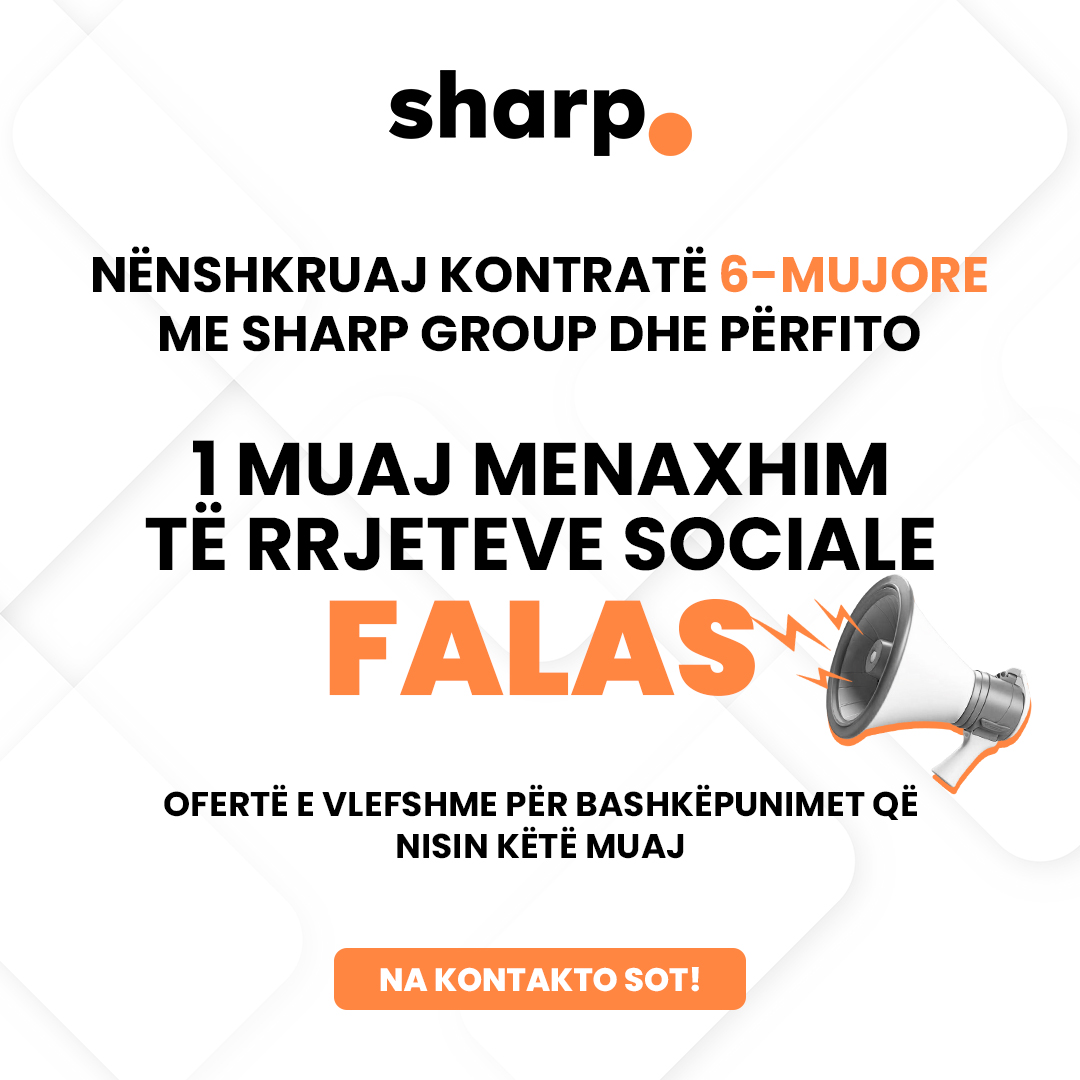 sharp.
NËNSHKRUAJ KONTRATË 6-MUJORE
ME SHARP GROUP DHE PËRFITO
1 MUAJ MENAXHIM
TË RRJETEVE SOCIALE
FALAS
OFERTË E VLEFSHME PËR BASHKËPUNIMET QË
NISIN KËTË MUAJ
NA KONTAKTO SOT!